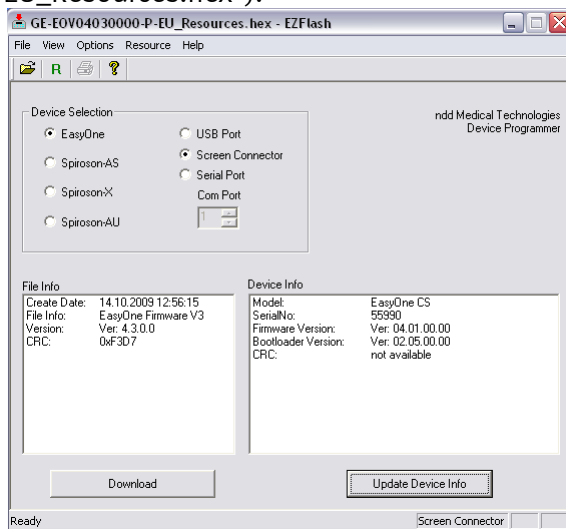 EU_Resources.hex").
GE-EOV04030000-P-EU_Resources.hex - EZFlash
File View Options Resource Help
R
Device Selection
EasyOne
Spiroson-AS
Spiroson-X
Spiroson-AU
USB Port
Screen Connector
Serial Port
Com Port
1
ndd Medical Technologies
Device Programmer
File Info
Create Date: 14.10.2009 12:56:15
File Info: EasyOne Firmware V3
Version: Ver: 4.3.0.0
CRC: 0xF3D7
Device Info
Model: EasyOne CS
SerialNo: 55990
Firmware Version: Ver: 04.01.00.00
Bootloader Version: Ver: 02.05.00.00
CRC: not available
Download
Update Device Info
Ready
Screen Connector